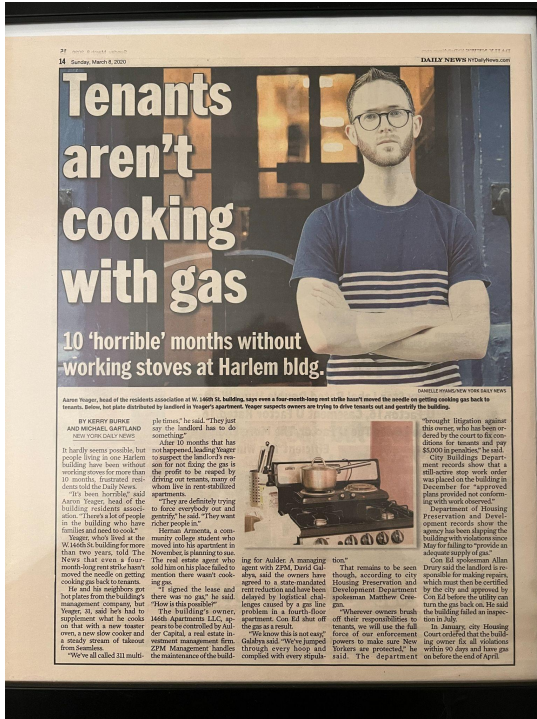 14 Sunday, March 8, 2020
DAILY NEWS NYDailyNews.com
Tenants
aren't
cooking
with gas
10 'horrible' months without
working stoves at Harlem bldg.
DANIELLE HYAMS/NEW YORK DAILY NEWS
Aaron Yeager, head of the residents association at W. 146th St. building, says even a four-month-long rent strike hasn't moved the needle on getting cooking gas back to
tenants. Below, hot plate distributed by landlord in Yeager's apartment. Yeager suspects owners are trying to drive tenants out and gentrify the building.
BY KERRY BURKE
AND MICHAEL GARTLAND
NEW YORK DAILY NEWS
It hardly seems possible, but
people living in one Harlem
building have been without
working stoves for more than
10 months, frustrated resi-
dents told the Daily News.
"It's been horrible," said
Aaron Yeager, head of the
building residents associ-
ation. "There's a lot of people
in the building who have
families and need to cook."
Yeager, who's lived at the
W. 146th St. building for more
than two years, told The
News that even a four-
month-long rent strike hasn't
moved the needle on getting
cooking gas back to tenants.
He and his neighbors got
hot plates from the building's
management company, but
Yeager, 31, said he's had to
supplement what he cooks
on that with a new toaster
oven, a new slow cooker and
a steady stream of takeout
from Seamless.
"We've all called 311 multi-
ple times," he said. "They just
say the landlord has to do
something."
After 10 months that has
not happened, leading Yeager
to suspect the landlord's rea-
son for not fixing the gas is
the profit to be reaped by
driving out tenants, many of
whom live in rent-stabilized
apartments.
"They are definitely trying
to force everybody out and
gentrify," he said. "They want
richer people in."
Hernan Armenta, a com-
munity college student who
moved into his apartment in
November, is planning to sue.
The real estate agent who
sold him on his place failed to
mention there wasn't cook-
ing gas.
"I signed the lease and
there was no gas," he said.
"How is this possible?"
The building's owner,
146th Apartments LLC, ap-
pears to be controlled by Aul-
der Capital, a real estate in-
vestment management firm.
ZPM Management handles
the maintenance of the build-
ing for Aulder. A managing
agent with ZPM, David Gal-
abya, said the owners have
agreed to a state-mandated
rent reduction and have been
delayed by logistical chal-
lenges caused by a gas line
problem in a fourth-floor
apartment. Con Ed shut off
the gas as a result.
"We know this is not easy,"
Galabya said. "We've jumped
through every hoop and
complied with every stipula-
tion."
That remains to be seen
though, according to city
Housing Preservation and
Development Department
spokesman Matthew Cree-
gan.
"Wherever owners brush
off their responsibilities to
tenants, we will use the full
force of our enforcement
powers to make sure New
Yorkers are protected," he
said. The department
"brought litigation against
this owner, who has been or-
dered by the court to fix con-
ditions for tenants and pay
$5,000 in penalties," he said.
City Buildings Depart-
ment records show that a
still-active stop work order
was placed on the building in
December for "approved
plans provided not conform-
ing with work observed."
Department of Housing
Preservation and Devel-
opment records show the
agency has been slapping the
building with violations since
May for failing to "provide an
adequate supply of gas."
Con Ed spokesman Allan
Drury said the landlord is re-
sponsible for making repairs,
which must then be certified
by the city and approved by
Con Ed before the utility can
turn the gas back on. He said
the building failed an inspec-
tion in July.
In January, city Housing
Court ordered that the build-
ing owner fix all violations
within 90 days and have gas
on before the end of April.